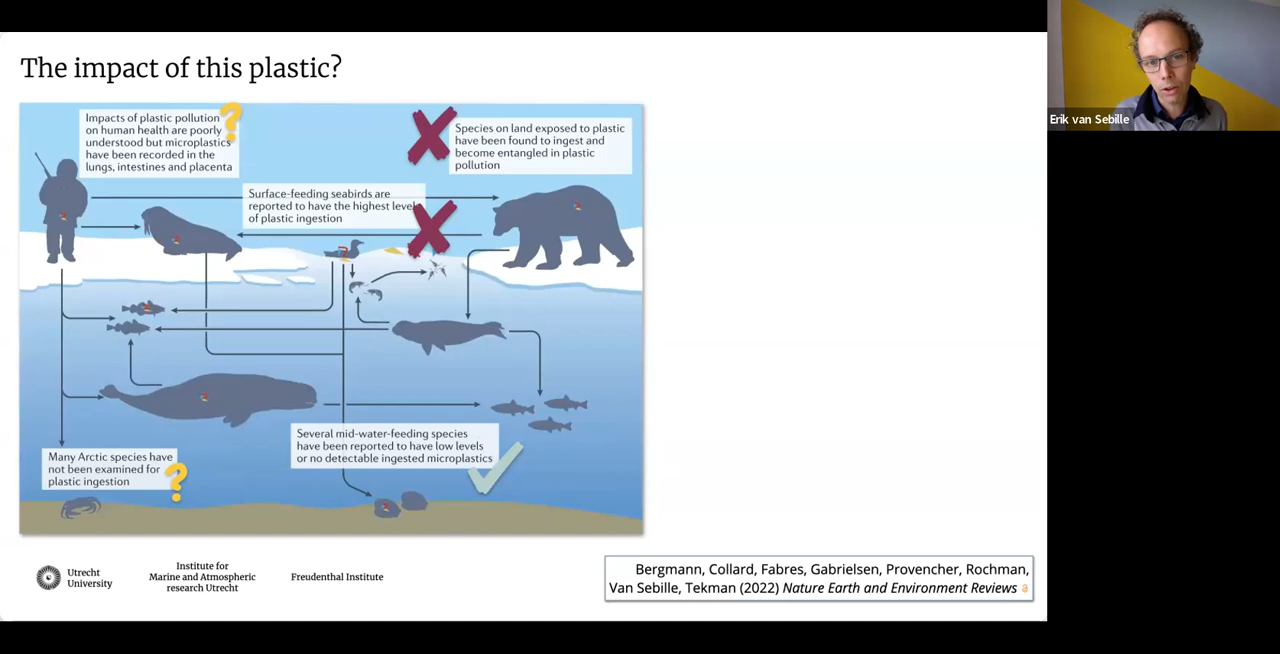 The impact of this plastic?
Impacts of plastic pollution
on human health are poorly
understood but microplastics
have been recorded in the
lungs, intestines and placenta
?
Species on land exposed to plastic
have been found to ingest and
become entangled in plastic
pollution
Surface-feeding seabirds are
reported to have the highest levels
of plastic ingestion
Several mid-water-feeding species
have been reported to have low levels
or no detectable ingested microplastics
Many Arctic species have
not been examined for
plastic ingestion
?
Utrecht
University
Institute for
Marine and Atmospheric
research Utrecht
Freudenthal Institute
Bergmann, Collard, Fabres, Gabrielsen, Provencher, Rochman,
Van Sebille, Tekman (2022) Nature Earth and Environment Reviews a
Erik van Sebille